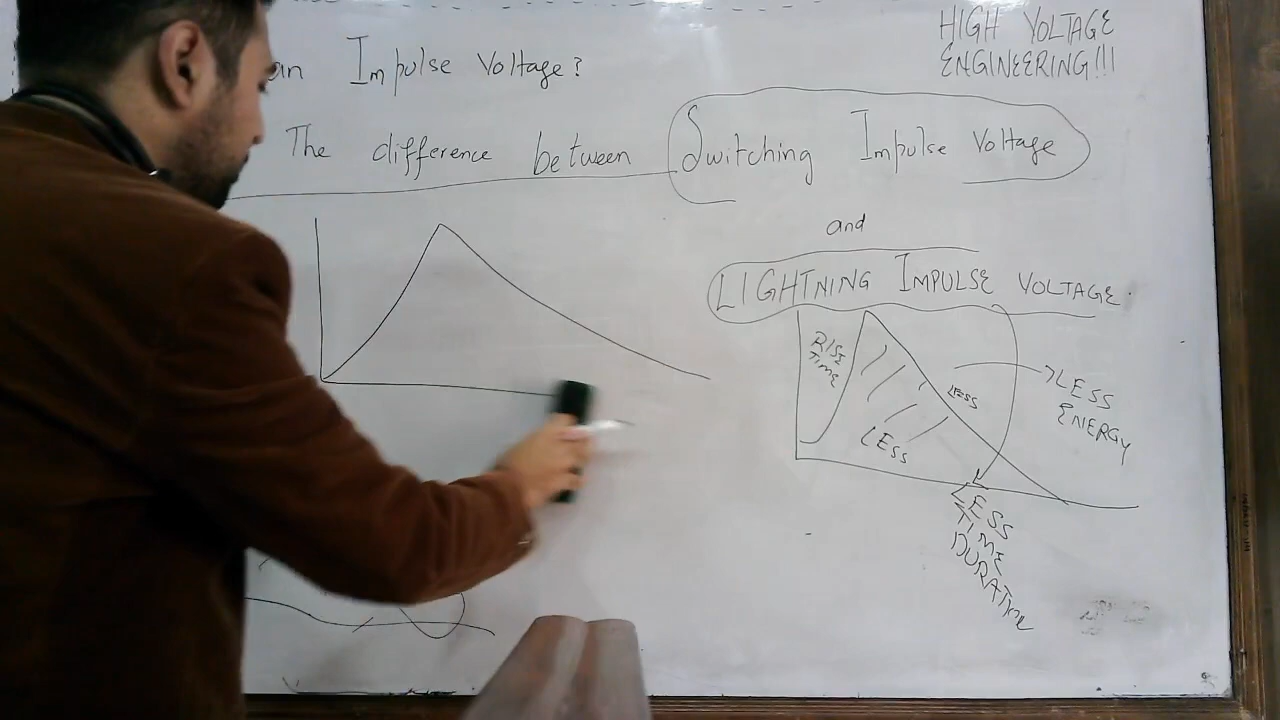 an Impulse Voltage?
HIGH VOLTAGE
ENGINEERING!!!
The difference between Switching Impulse Voltage
and
LIGHTNING IMPULSE VOLTAGE.
RISE
TIME
LESS
LESS
>LESS
ENERGY
LESS
TIME
DURATIME